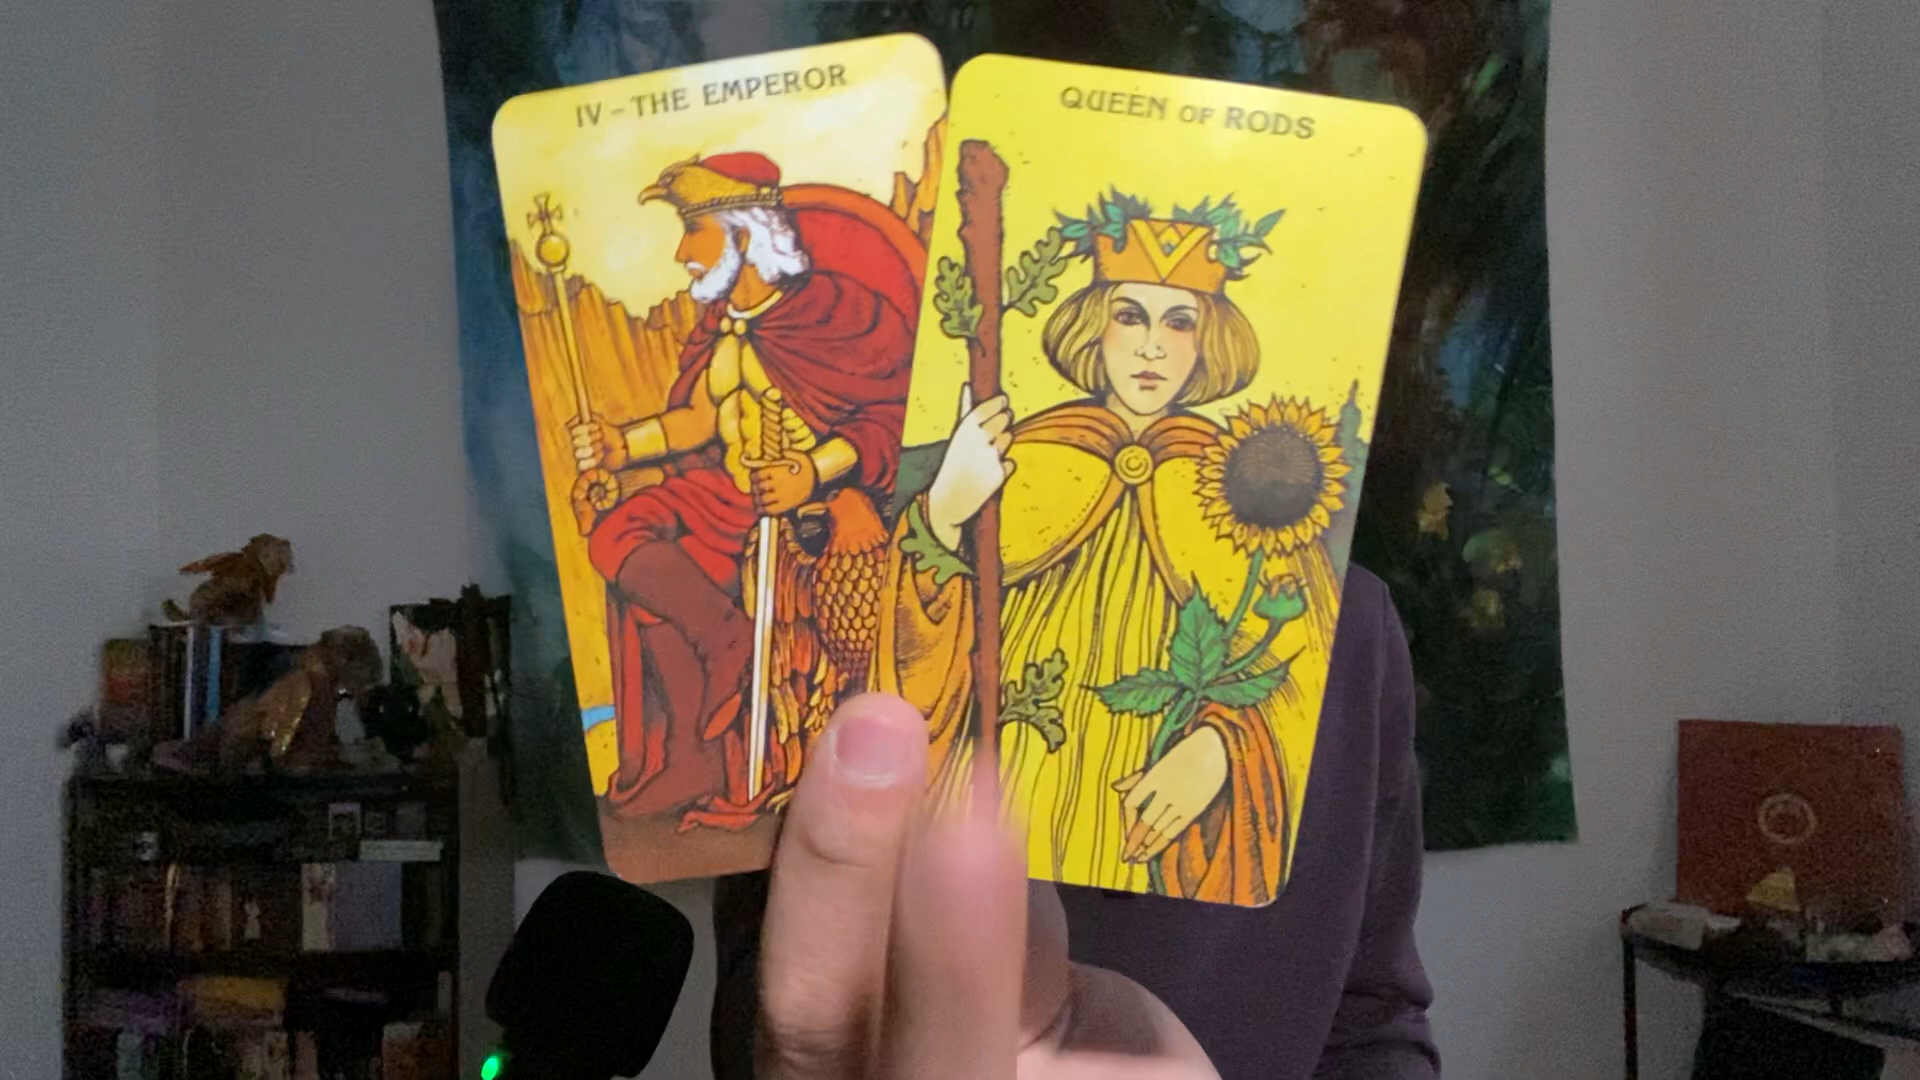 IV – THE EMPEROR
QUEEN OF RODS